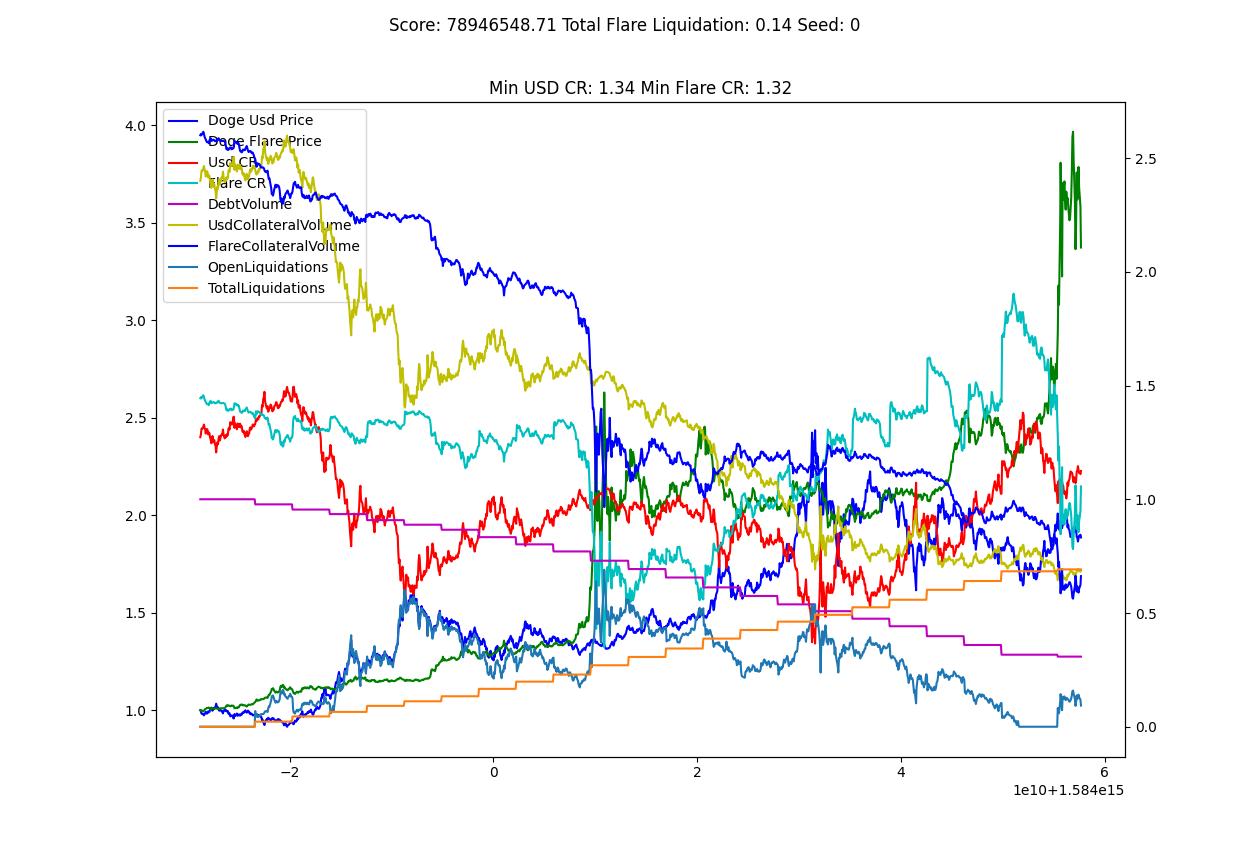 Score: 78946548.71 Total Flare Liquidation: 0.14 Seed: 0
Min USD CR: 1.34 Min Flare CR: 1.32
Doge Usd Price
Doge Flare Price
Usd CR
Flare CR
DebtVolume
UsdCollateralVolume
FlareCollateralVolume
OpenLiquidations
TotalLiquidations
4.0
3.5
3.0
2.5
2.0
1.5
1.0
2.5
2.0
1.5
1.0
0.5
0.0
−2
0
2
4
6
1e10+1.584e15